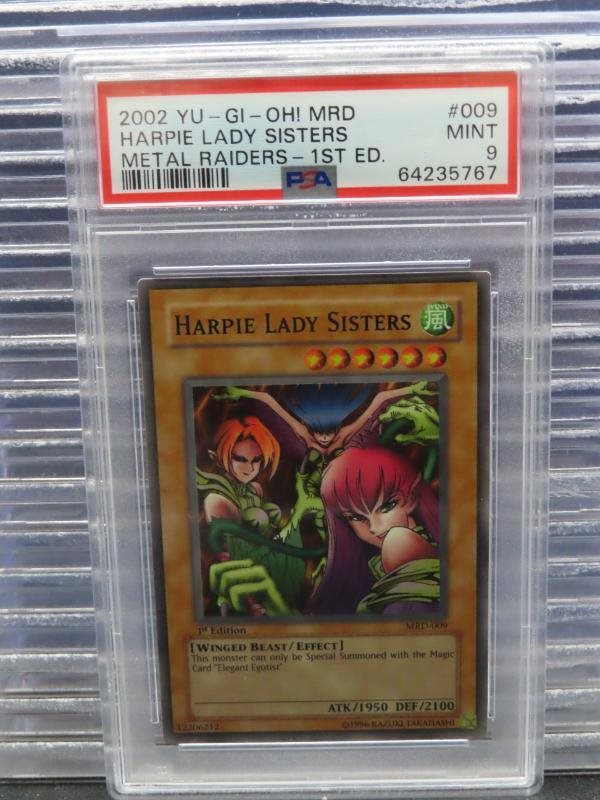 2002 YU-GI-OH! MRD #009
HARPIE LADY SISTERS MINT
METAL RAIDERS-1ST ED. 9
PSA 64235767
HARPIE LADY SISTERS
WIND
風
1st Edition MRD-009
[WINGED BEAST/EFFECT]
This monster can only be Special Summoned with the Magic
Card "Elegant Egotist"
ATK/1950 DEF/2100
12206212 ©1996 KAZUKI TAKAHASHI